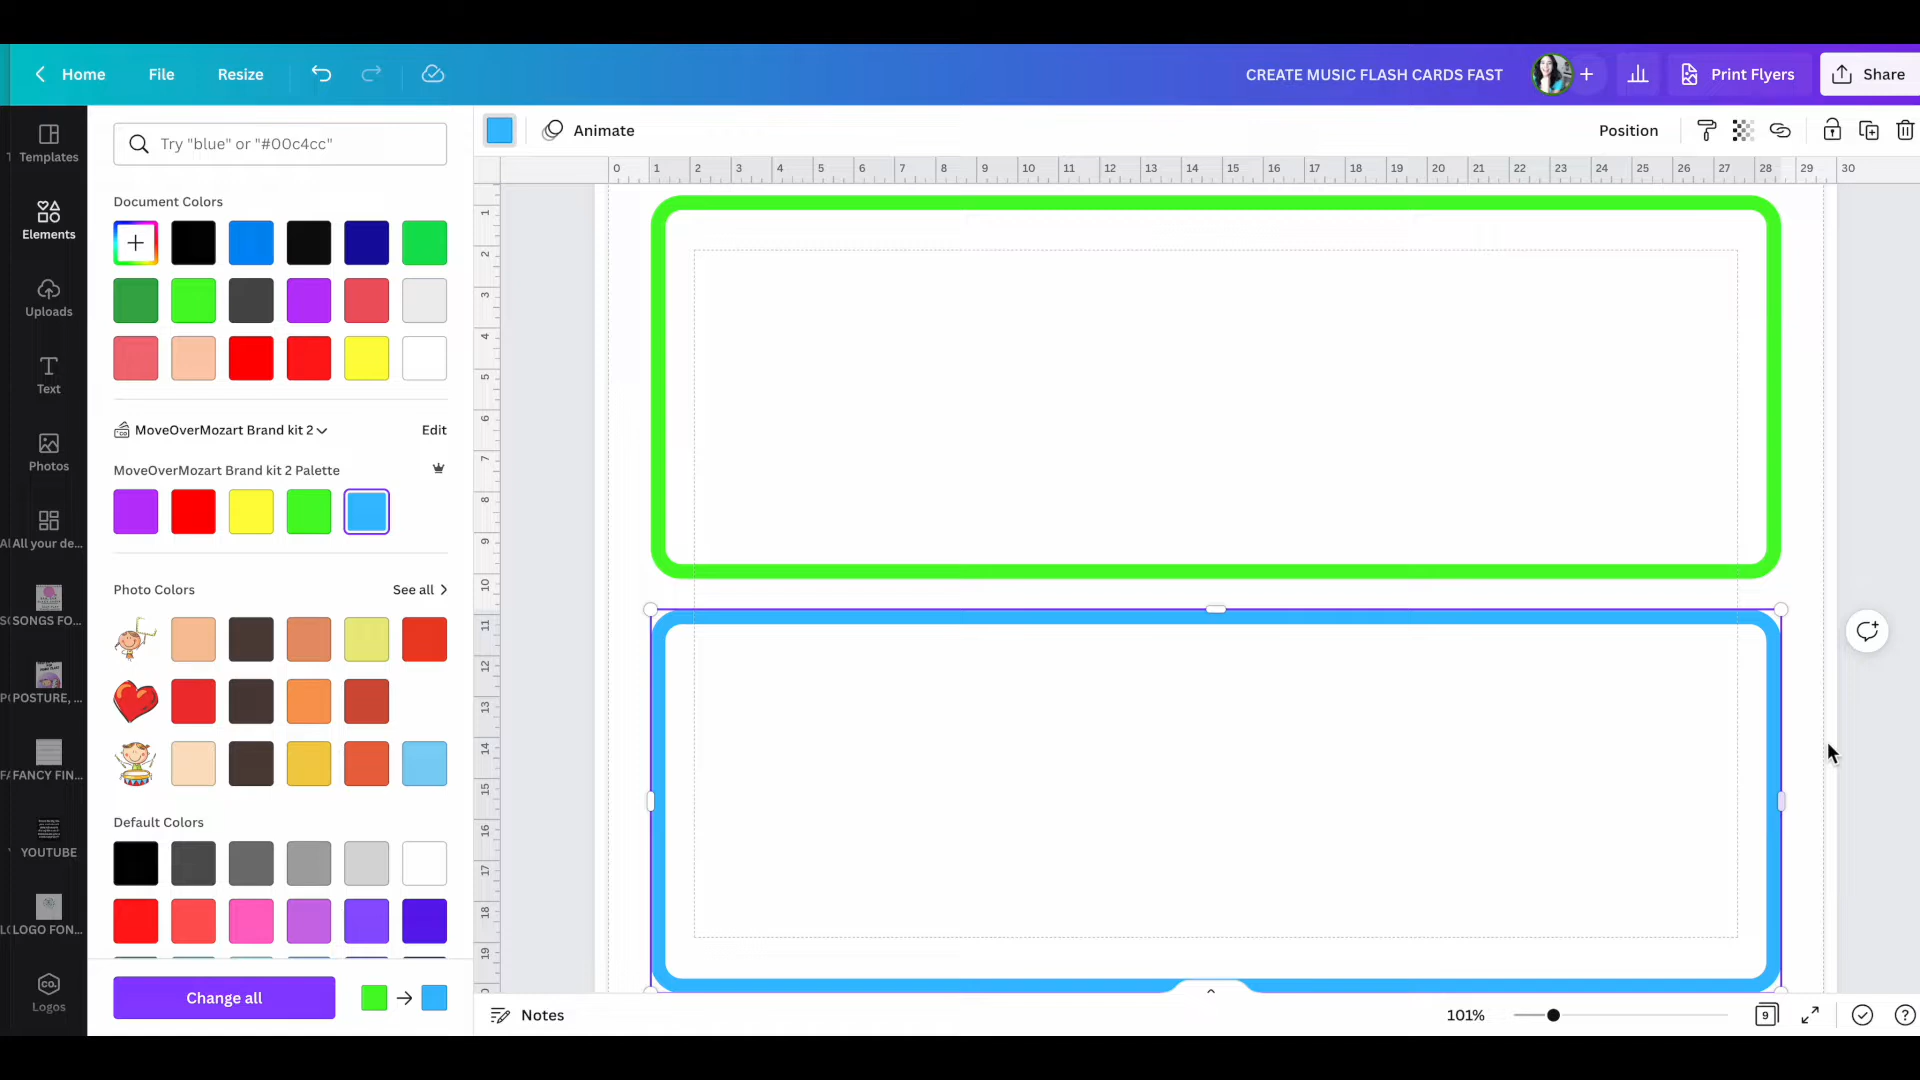 Home File Resize CREATE MUSIC FLASH CARDS FAST Print Flyers Share
Templates
Elements
Uploads
Text
Photos
All your de...
SONGS FO...
POSTURE, ...
FANCY FIN...
YOUTUBE
LOGO FON...
CO.
Logos
Try "blue" or "#00c4cc"
Document Colors
MoveOverMozart Brand kit 2 Edit
MoveOverMozart Brand kit 2 Palette
Photo Colors See all
Default Colors
Change all
Animate Position
0 1 2 3 4 5 6 7 8 9 10 11 12 13 14 15 16 17 18 19 20 21 22 23 24 25 26 27 28 29 30
1
2
3
4
5
6
7
8
9
10
11
12
13
14
15
16
17
18
19
Notes 101% 9 ?